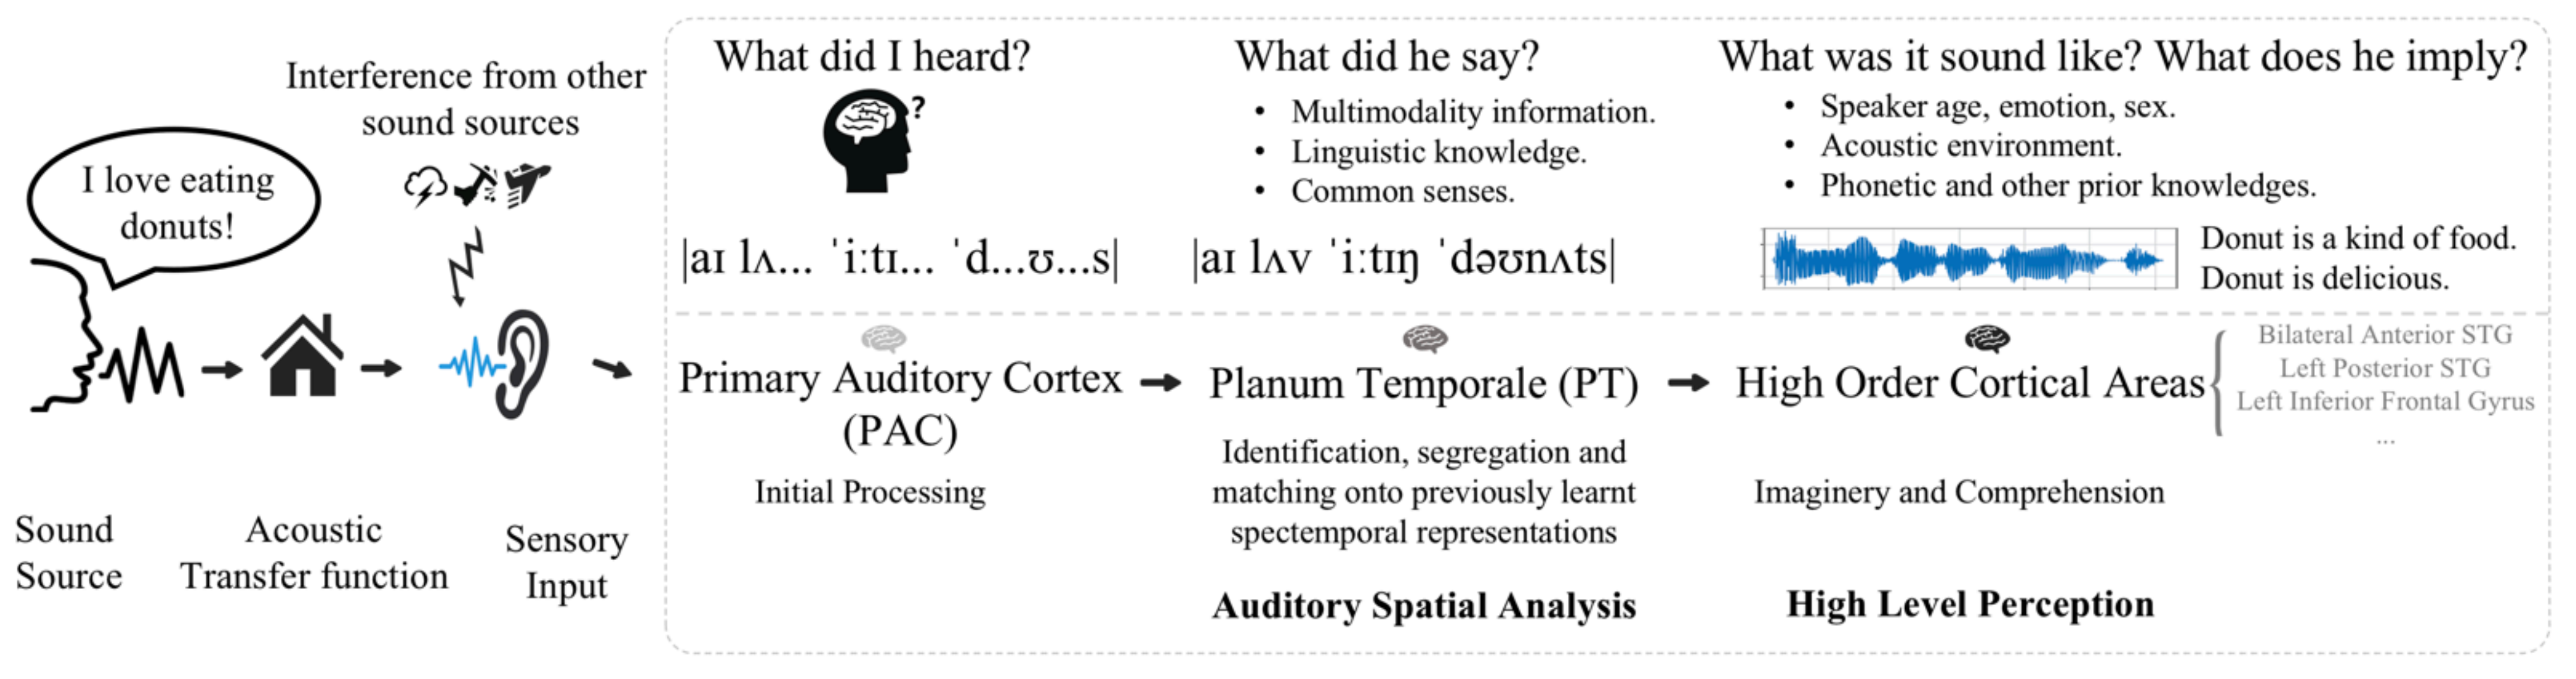 Interference from other
sound sources
I love eating
donuts!
Sound
Source
Acoustic
Transfer function
Sensory
Input
What did I heard?
?
|aɪ lʌ... ˈiːtɪ... ˈd...ʊ...s|
Primary Auditory Cortex
(PAC)
Initial Processing
What did he say?
• Multimodality information.
• Linguistic knowledge.
• Common senses.
|aɪ lʌv ˈiːtɪŋ ˈdəʊnʌts|
Planum Temporale (PT)
Identification, segregation and
matching onto previously learnt
spectemporal representations
Auditory Spatial Analysis
What was it sound like? What does he imply?
• Speaker age, emotion, sex.
• Acoustic environment.
• Phonetic and other prior knowledges.
Donut is a kind of food.
Donut is delicious.
High Order Cortical Areas
Bilateral Anterior STG
Left Posterior STG
Left Inferior Frontal Gyrus
...
Imaginery and Comprehension
High Level Perception